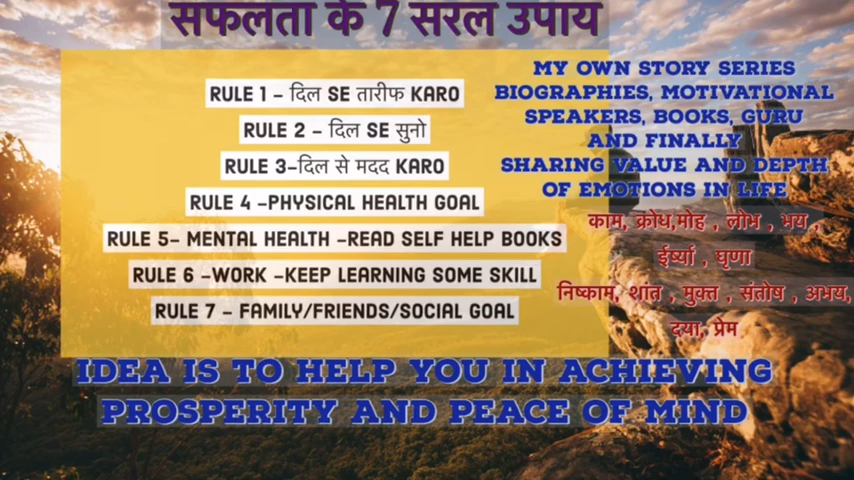 सफलता के 7 सरल उपाय
RULE 1 - दिल SE तारीफ KARO
RULE 2 - दिल SE सुनो
RULE 3-दिल से मदद KARO
RULE 4 -PHYSICAL HEALTH GOAL
RULE 5- MENTAL HEALTH -READ SELF HELP BOOKS
RULE 6 -WORK -KEEP LEARNING SOME SKILL
RULE 7 - FAMILY/FRIENDS/SOCIAL GOAL
MY OWN STORY SERIES
BIOGRAPHIES, MOTIVATIONAL
SPEAKERS, BOOKS, GURU
AND FINALLY
SHARING VALUE AND DEPTH
OF EMOTIONS IN LIFE
काम, क्रोध,मोह , लोभ , भय ,
ईर्ष्या , घृणा
निष्काम, शांत , मुक्त , संतोष , अभय,
दया, प्रेम
IDEA IS TO HELP YOU IN ACHIEVING
PROSPERITY AND PEACE OF MIND